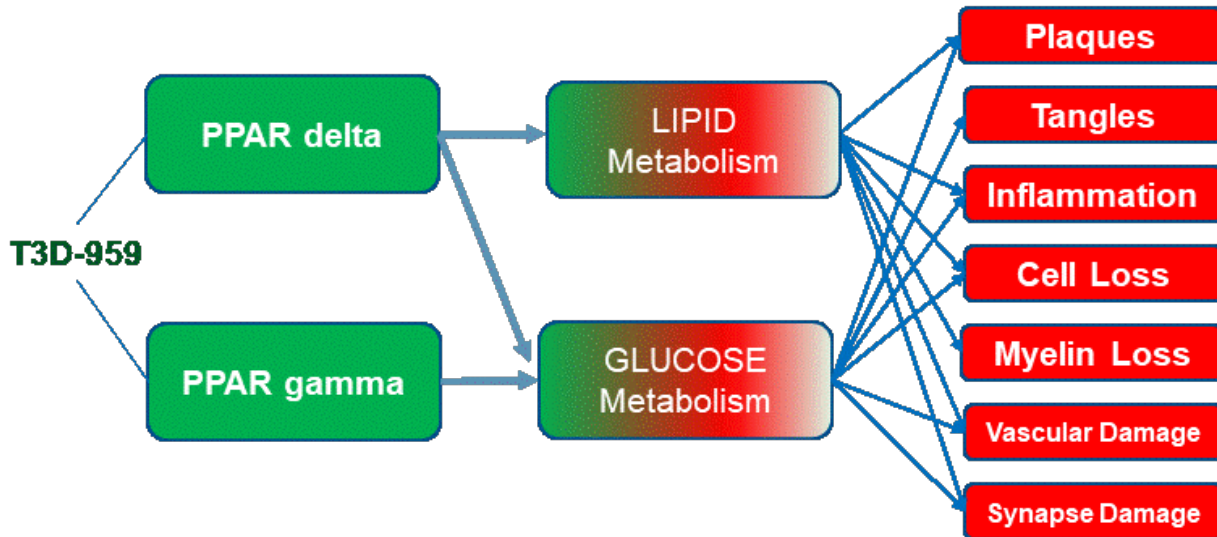 T3D-959
PPAR delta
PPAR gamma
LIPID
Metabolism
GLUCOSE
Metabolism
Plaques
Tangles
Inflammation
Cell Loss
Myelin Loss
Vascular Damage
Synapse Damage